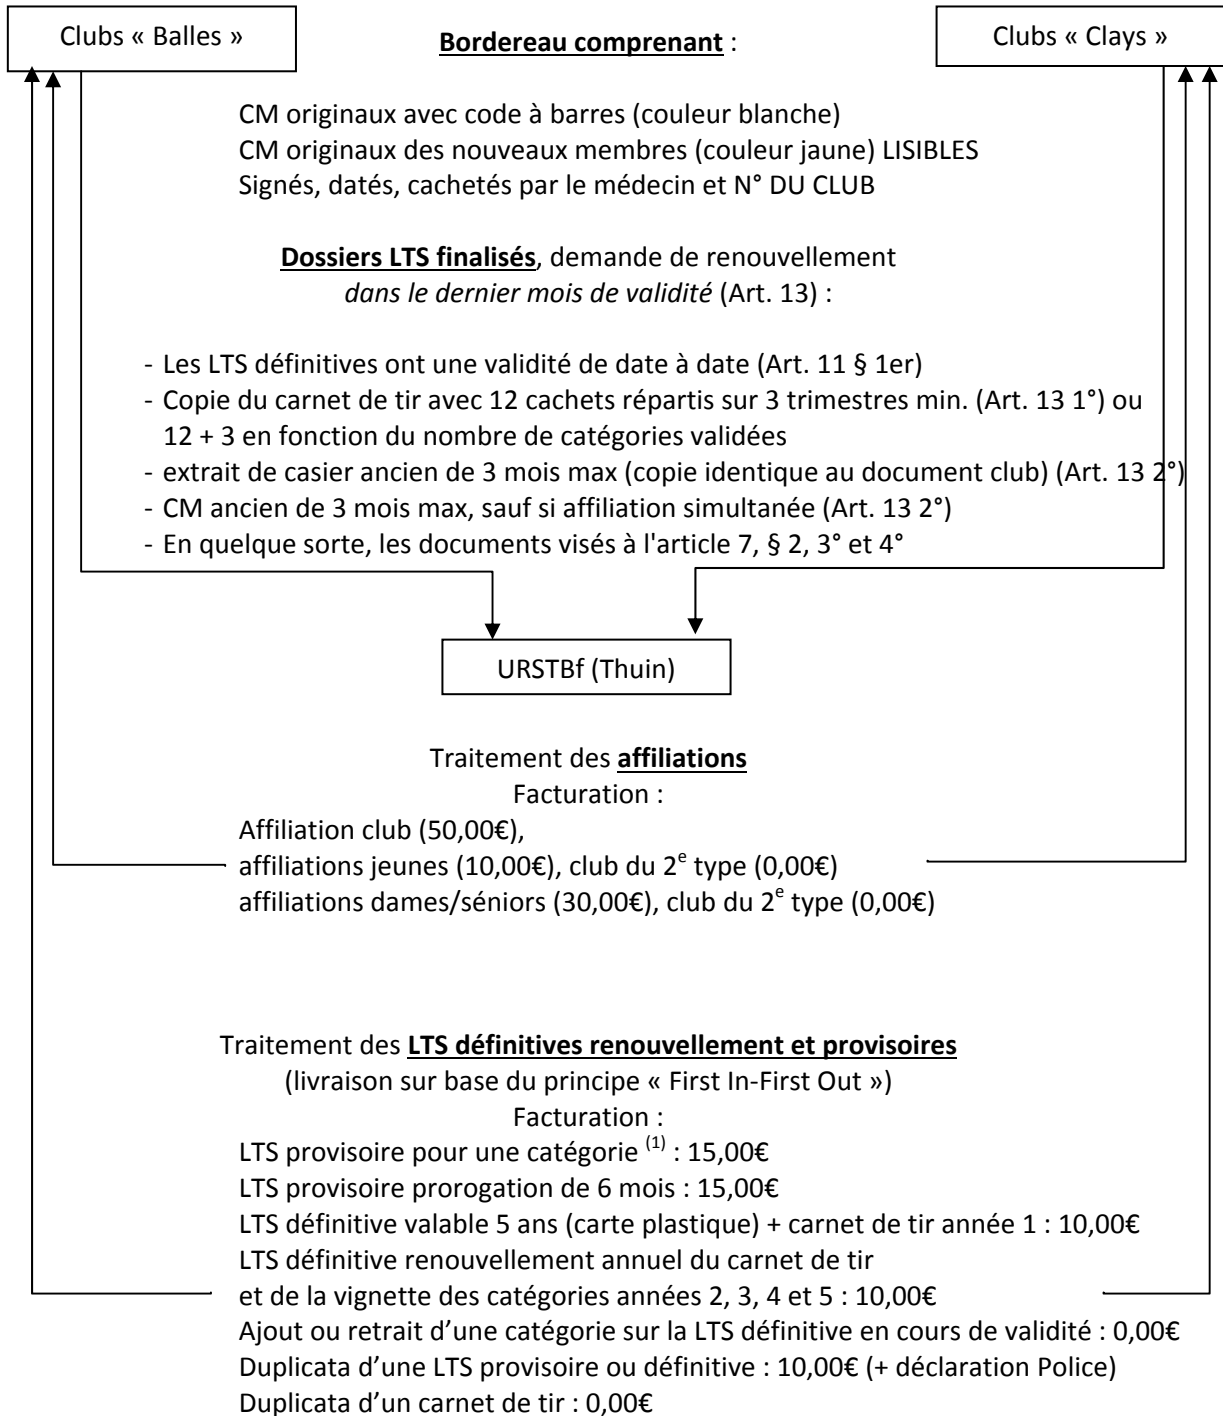 Clubs « Balles »
Bordereau comprenant :
Clubs « Clays »
CM originaux avec code à barres (couleur blanche)
CM originaux des nouveaux membres (couleur jaune) LISIBLES
Signés, datés, cachetés par le médecin et N° DU CLUB
Dossiers LTS finalisés, demande de renouvellement
dans le dernier mois de validité (Art. 13) :
- Les LTS définitives ont une validité de date à date (Art. 11 § 1er)
- Copie du carnet de tir avec 12 cachets répartis sur 3 trimestres min. (Art. 13 1°) ou
12 + 3 en fonction du nombre de catégories validées
- extrait de casier ancien de 3 mois max (copie identique au document club) (Art. 13 2°)
- CM ancien de 3 mois max, sauf si affiliation simultanée (Art. 13 2°)
- En quelque sorte, les documents visés à l'article 7, § 2, 3° et 4°
URSTBf (Thuin)
Traitement des affiliations
Facturation :
Affiliation club (50,00€),
affiliations jeunes (10,00€), club du 2e type (0,00€)
affiliations dames/séniors (30,00€), club du 2e type (0,00€)
Traitement des LTS définitives renouvellement et provisoires
(livraison sur base du principe « First In-First Out »)
Facturation :
LTS provisoire pour une catégorie (1) : 15,00€
LTS provisoire prorogation de 6 mois : 15,00€
LTS définitive valable 5 ans (carte plastique) + carnet de tir année 1 : 10,00€
LTS définitive renouvellement annuel du carnet de tir
et de la vignette des catégories années 2, 3, 4 et 5 : 10,00€
Ajout ou retrait d’une catégorie sur la LTS définitive en cours de validité : 0,00€
Duplicata d’une LTS provisoire ou définitive : 10,00€ (+ déclaration Police)
Duplicata d’un carnet de tir : 0,00€